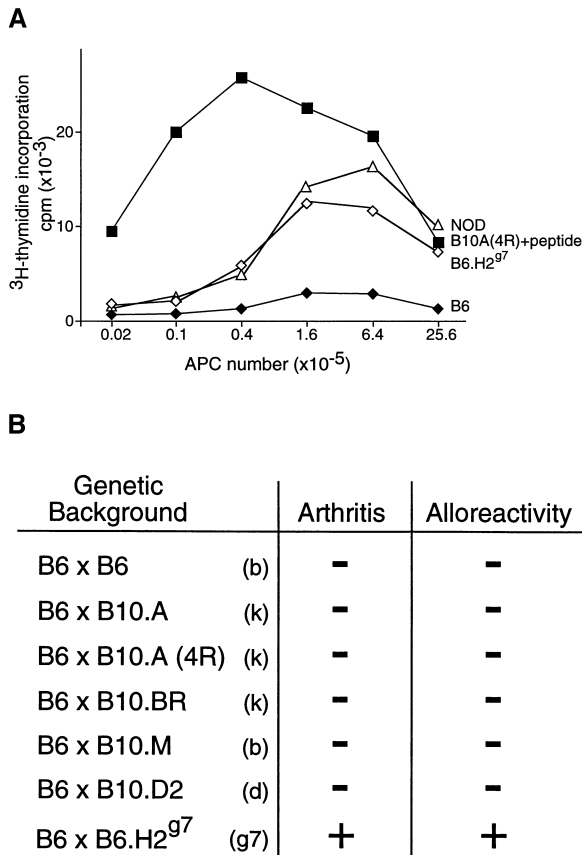 A
³H-thymidine incorporation
cpm (x10⁻³)
20
10
0
0.02 0.1 0.4 1.6 6.4 25.6
APC number (x10⁻⁵)
NOD
B10A(4R)+peptide
B6.H2ᵍ⁷
B6
B
Genetic
Background Arthritis Alloreactivity
B6 x B6 (b) - -
B6 x B10.A (k) - -
B6 x B10.A (4R) (k) - -
B6 x B10.BR (k) - -
B6 x B10.M (b) - -
B6 x B10.D2 (d) - -
B6 x B6.H2ᵍ⁷ (g7) + +